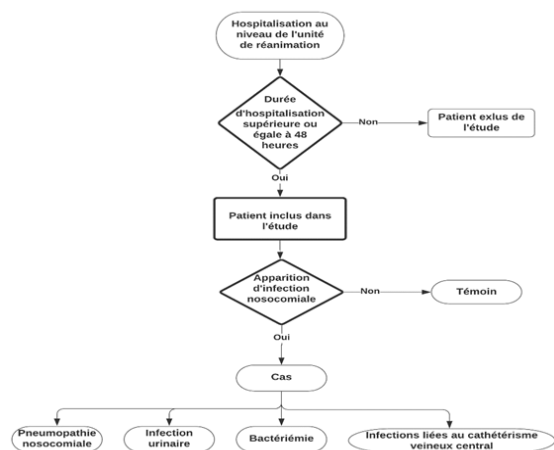 Hospitalisation au
niveau de l'unité
de réanimation
Durée
d'hospitalisation
supérieure ou
égale à 48
heures
Non
Patient exlus de
l'étude
Oui
Patient inclus dans
l'étude
Apparition
d'infection
nosocomiale
Non
Témoin
Oui
Cas
Pneumopathie
nosocomiale
Infection
urinaire
Bactériémie
Infections liées au cathétérisme
veineux central